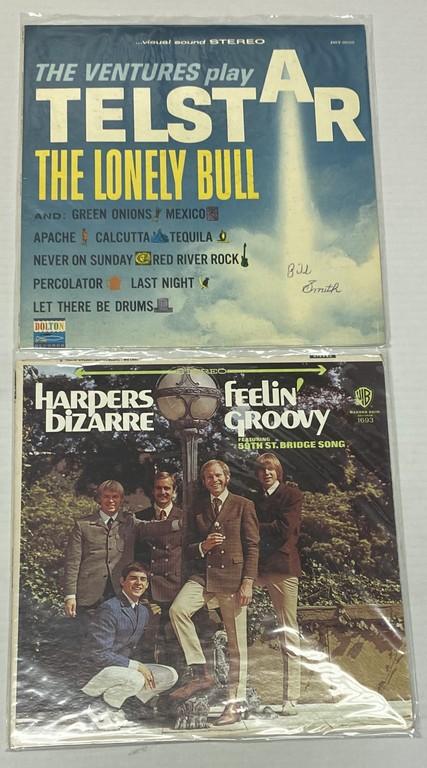 ...visual sound STEREO
THE VENTURES play
TELSTAR
THE LONELY BULL
AND: GREEN ONIONS MEXICO
APACHE CALCUTTA TEQUILA
NEVER ON SUNDAY RED RIVER ROCK
PERCOLATOR LAST NIGHT
LET THERE BE DRUMS
Bill
Smith
DOLTON
RECORDS
STEREO
HARPERS BIZARRE
FEELIN' GROOVY
FEATURING
59TH ST. BRIDGE SONG
WB
1693